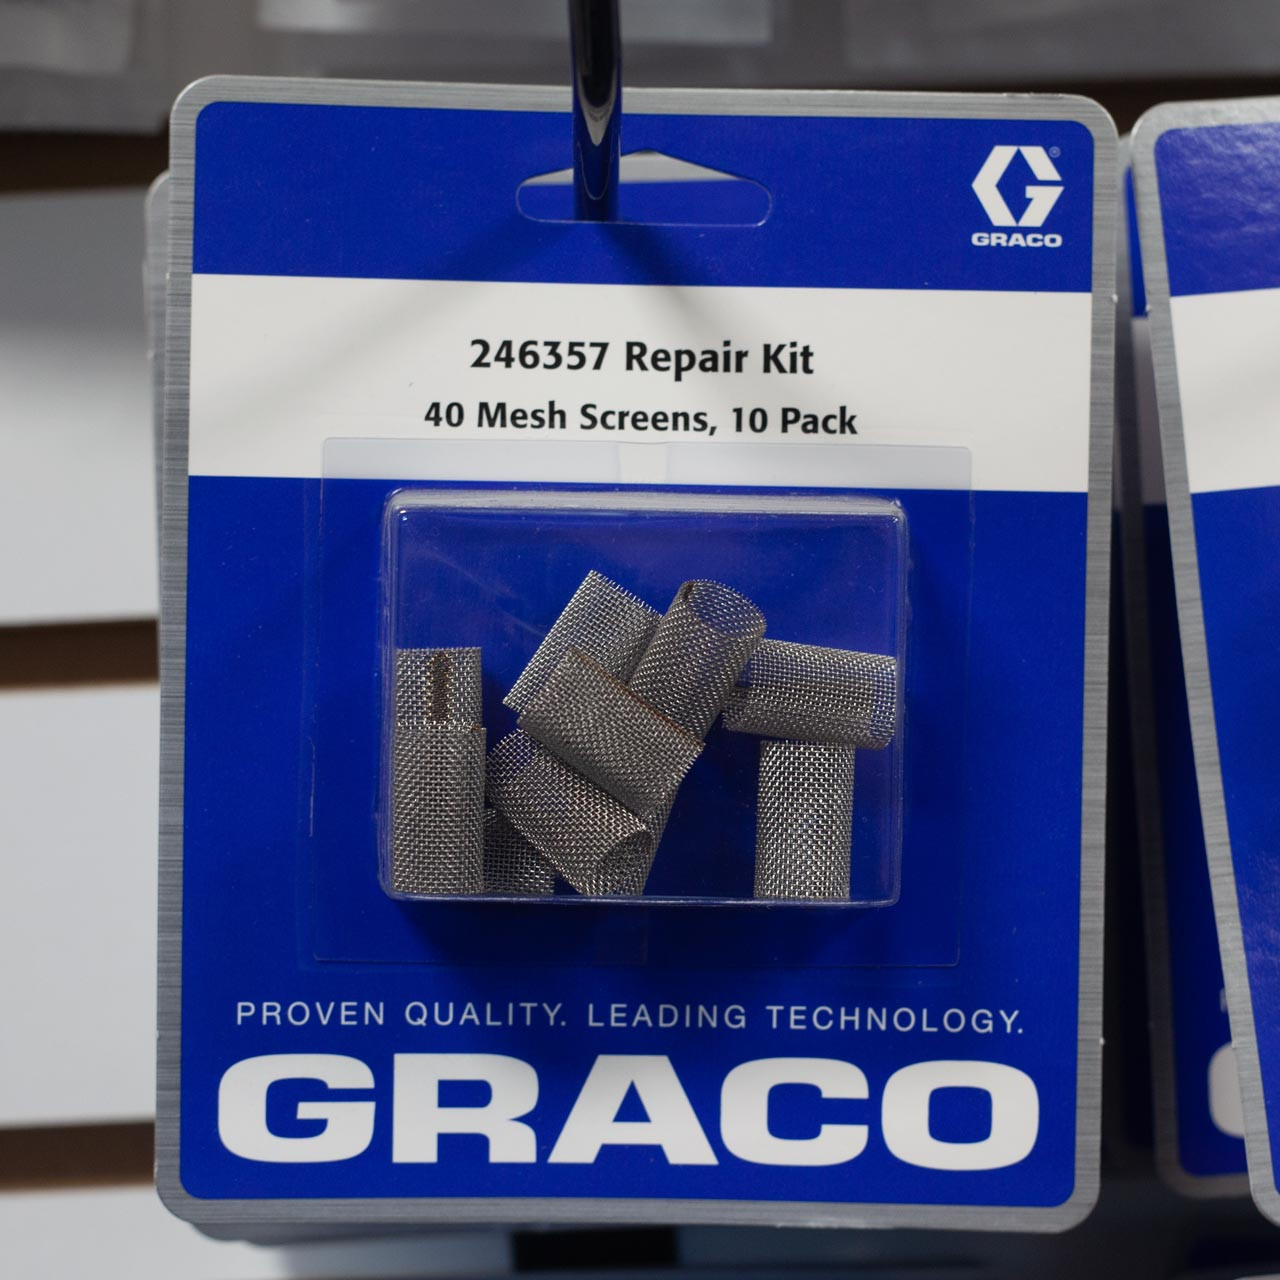 GRACO
246357 Repair Kit
40 Mesh Screens, 10 Pack
PROVEN QUALITY. LEADING TECHNOLOGY.
GRACO